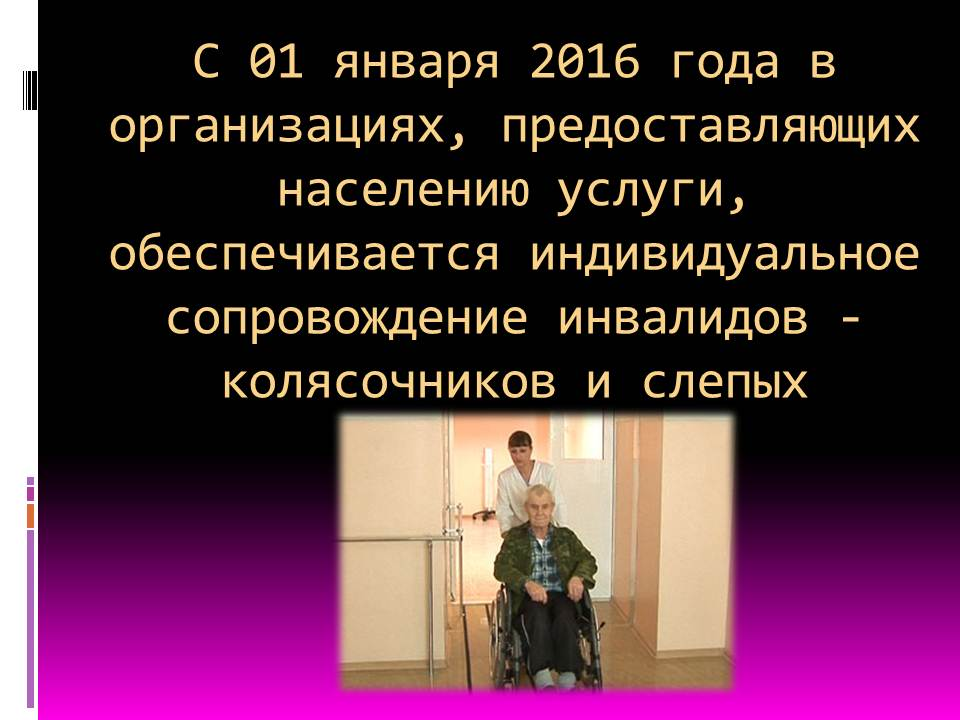 С 01 января 2016 года в
организациях, предоставляющих
населению услуги,
обеспечивается индивидуальное
сопровождение инвалидов -
колясочников и слепых